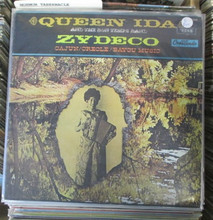 QUEEN IDA
AND THE BON TEMPS BAND
ZYDECO
CAJUN/CREOLE "BAYOU MUSIC"